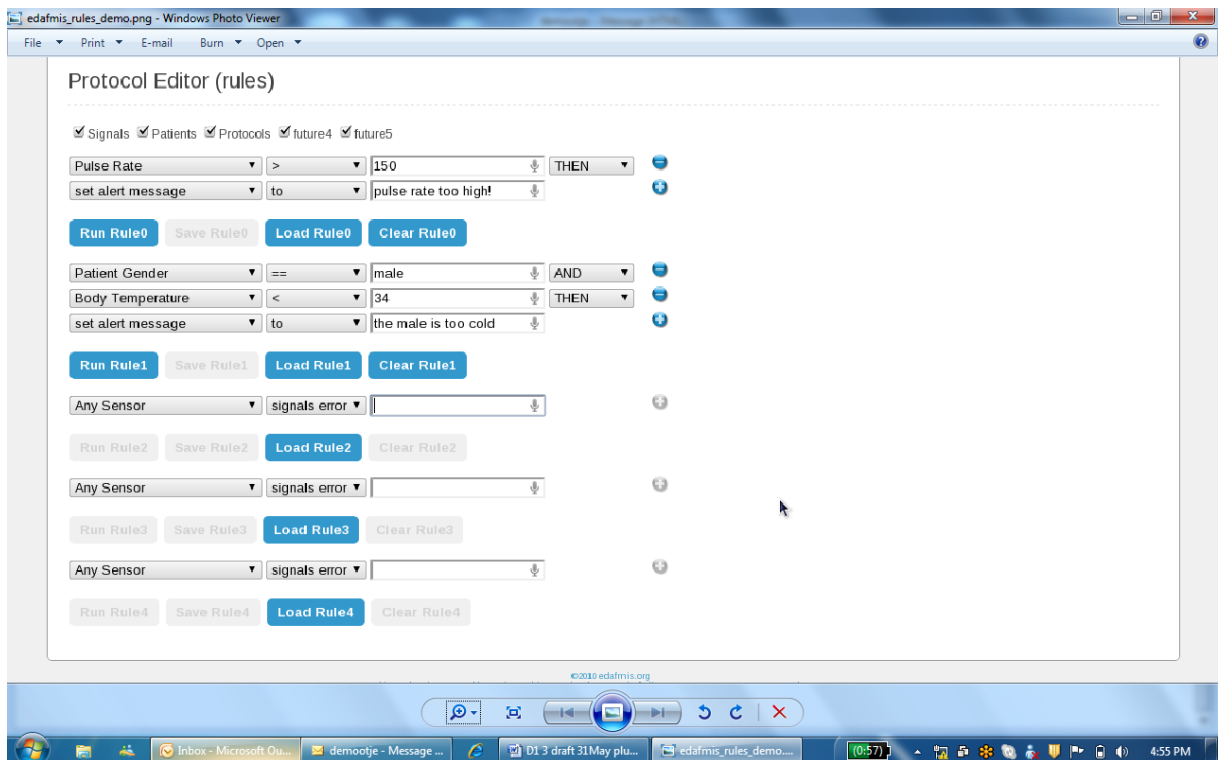 edafmis_rules_demo.png - Windows Photo Viewer
File Print E-mail Burn Open
Protocol Editor (rules)
Signals Patients Protocols future4 future5
Pulse Rate > 150 THEN
set alert message to pulse rate too high!
Run Rule0 Save Rule0 Load Rule0 Clear Rule0
Patient Gender == male AND
Body Temperature < 34 THEN
set alert message to the male is too cold
Run Rule1 Save Rule1 Load Rule1 Clear Rule1
Any Sensor signals error
Run Rule2 Save Rule2 Load Rule2 Clear Rule2
Any Sensor signals error
Run Rule3 Save Rule3 Load Rule3 Clear Rule3
Any Sensor signals error
Run Rule4 Save Rule4 Load Rule4 Clear Rule4
©2010 edafmis.org
Inbox - Microsoft Ou... demootje - Message ... D1 3 draft 31May plu... edafmis_rules_demo.... (0:57) 4:55 PM